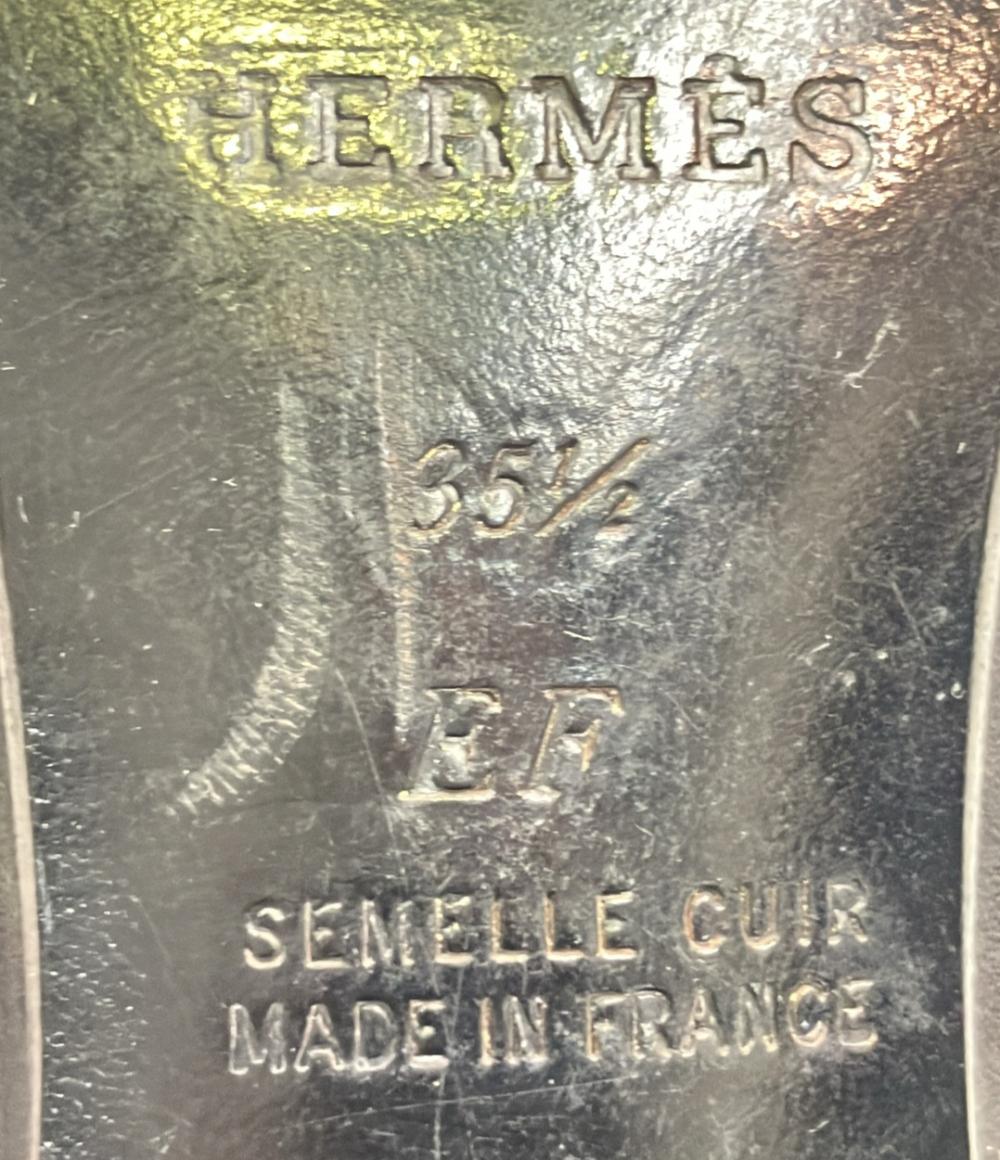 HERMÈS
35½
EF
SEMELLE CUIR
MADE IN FRANCE